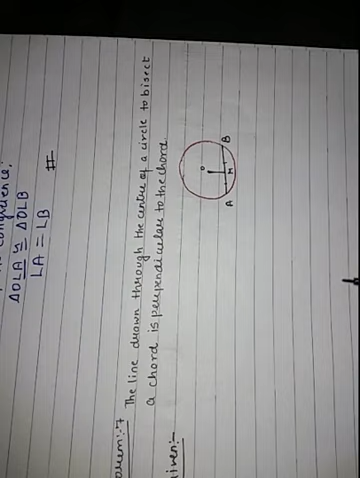 ΔOLA ≅ ΔOLB
LA = LB
#
:-7 The line drawn through the centre of a circle to bisect
a chord is perpendicular to the chord.
O
M
A
B
iven:-